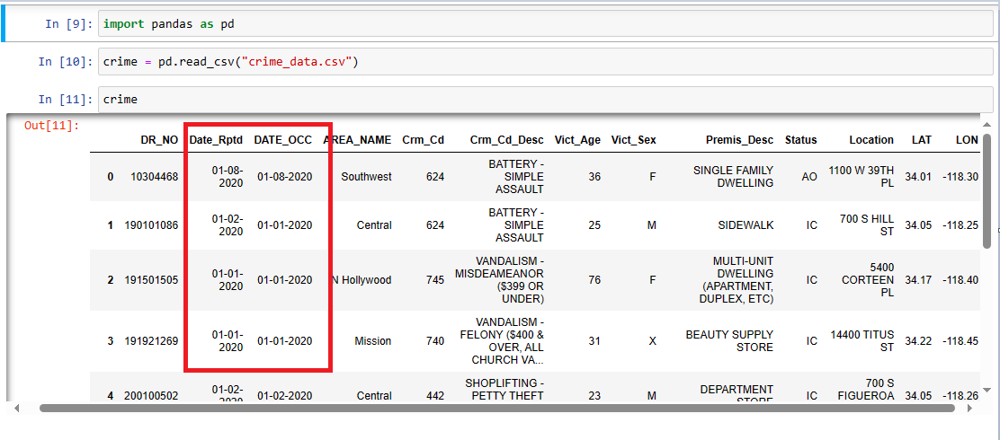 In [9]: import pandas as pd
In [10]: crime = pd.read_csv("crime_data.csv")
In [11]: crime
Out[11]:
DR_NO Date_Rptd DATE_OCC AREA_NAME Crm_Cd Crm_Cd_Desc Vict_Age Vict_Sex Premis_Desc Status Location LAT LON
0 10304468 01-08-2020 01-08-2020 Southwest 624 BATTERY - SIMPLE ASSAULT 36 F SINGLE FAMILY DWELLING AO 1100 W 39TH PL 34.01 -118.30
1 190101086 01-02-2020 01-01-2020 Central 624 BATTERY - SIMPLE ASSAULT 25 M SIDEWALK IC 700 S HILL ST 34.05 -118.25
2 191501505 01-01-2020 01-01-2020 N Hollywood 745 VANDALISM - MISDEAMEANOR ($399 OR UNDER) 76 F MULTI-UNIT DWELLING (APARTMENT, DUPLEX, ETC) IC 5400 CORTEEN PL 34.17 -118.40
3 191921269 01-01-2020 01-01-2020 Mission 740 VANDALISM - FELONY ($400 & OVER, ALL CHURCH VA... 31 X BEAUTY SUPPLY STORE IC 14400 TITUS ST 34.22 -118.45
4 200100502 01-02-2020 01-02-2020 Central 442 SHOPLIFTING - PETTY THEFT 23 M DEPARTMENT STORE IC 700 S FIGUEROA 34.05 -118.26